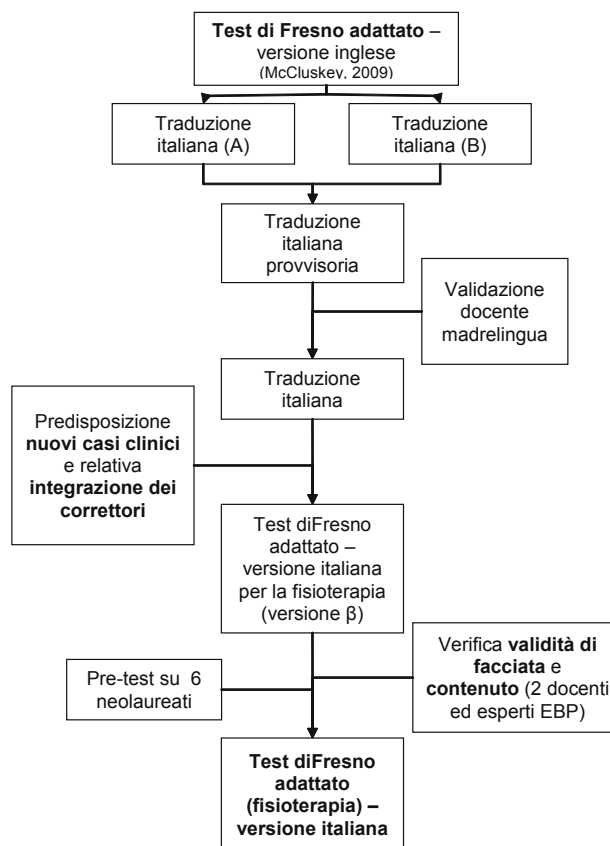 Test di Fresno adattato –
versione inglese
(McCluskey, 2009)
Traduzione
italiana (A)
Traduzione
italiana (B)
Traduzione
italiana
provvisoria
Validazione
docente
madrelingua
Traduzione
italiana
Predisposizione
nuovi casi clinici
e relativa
integrazione dei
correttori
Test diFresno
adattato –
versione italiana
per la fisioterapia
(versione β)
Verifica validità di
facciata e
contenuto (2 docenti
ed esperti EBP)
Pre-test su 6
neolaureati
Test diFresno
adattato
(fisioterapia) –
versione italiana